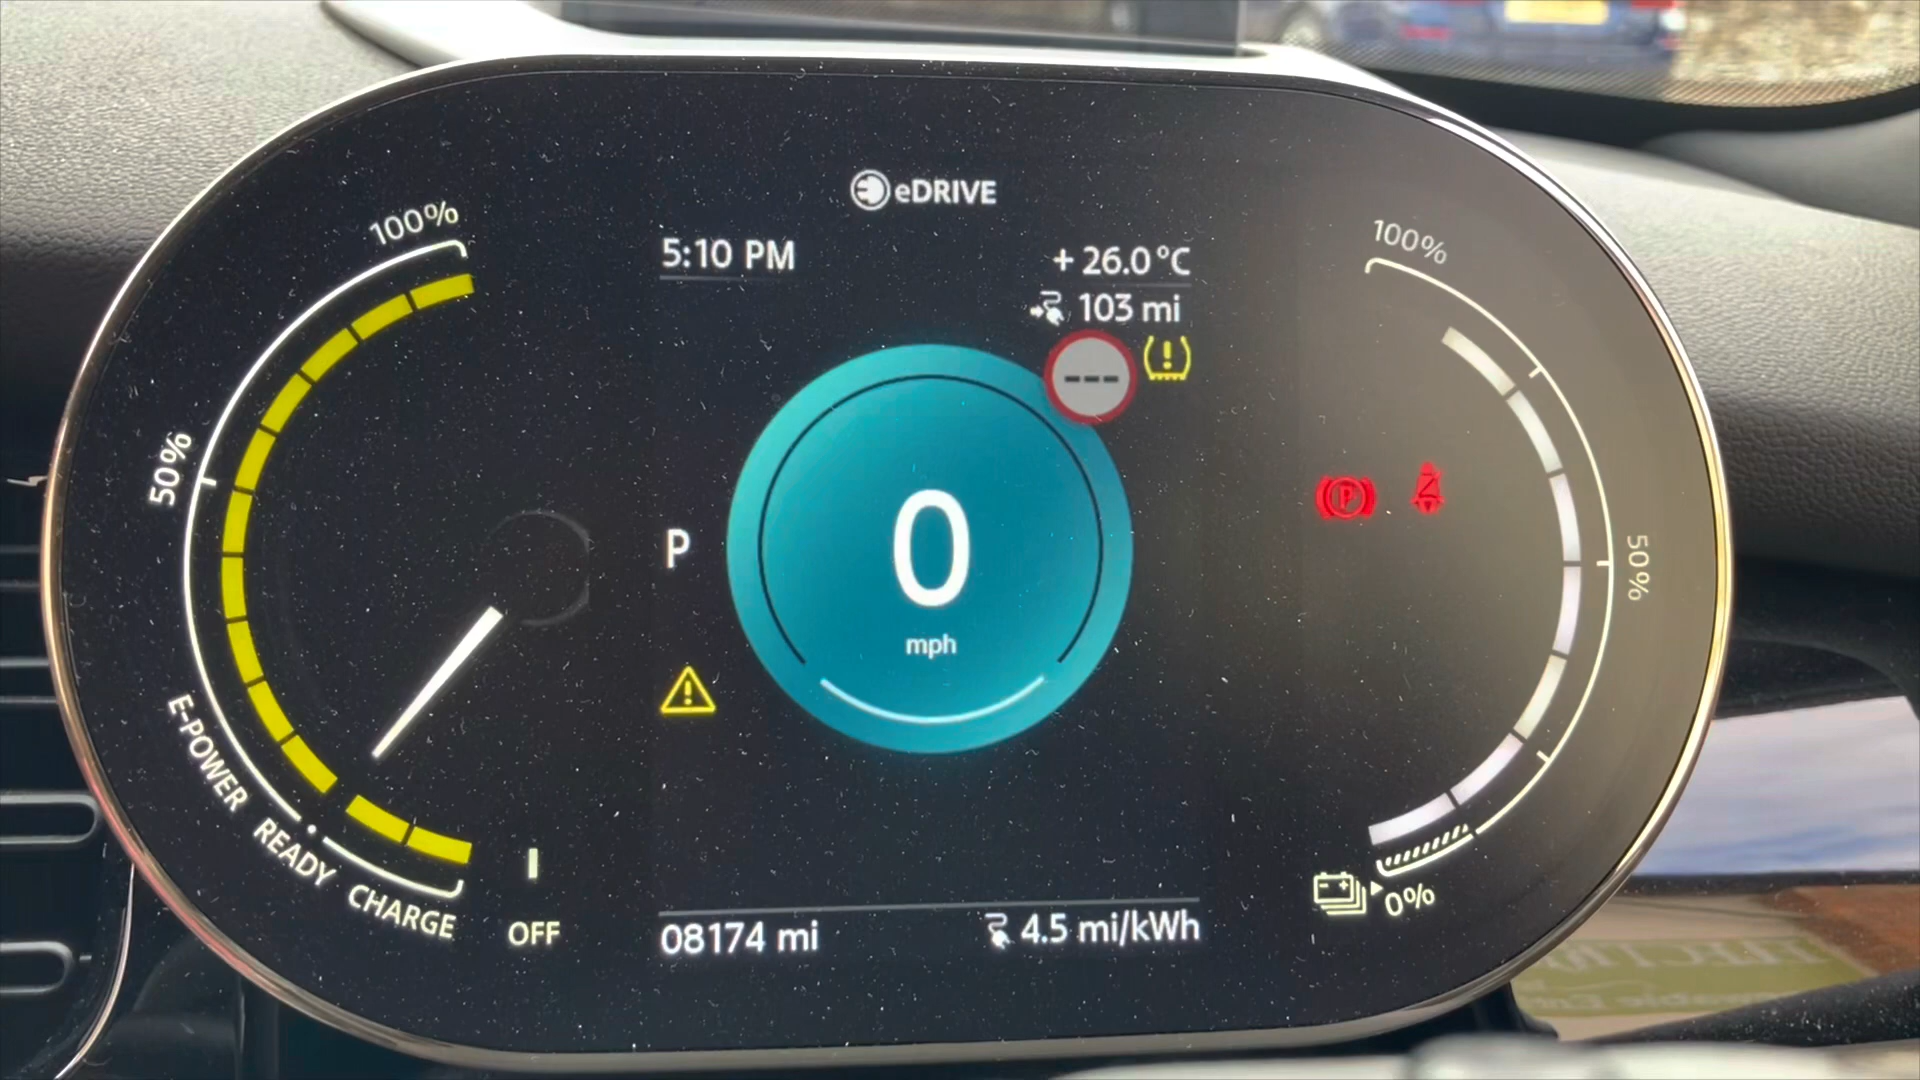 eDRIVE
5:10 PM
+ 26.0°C
103 mi
---
100%
50%
E-POWER
READY
CHARGE
OFF
P
0
mph
100%
50%
0%
P
08174 mi
4.5 mi/kWh